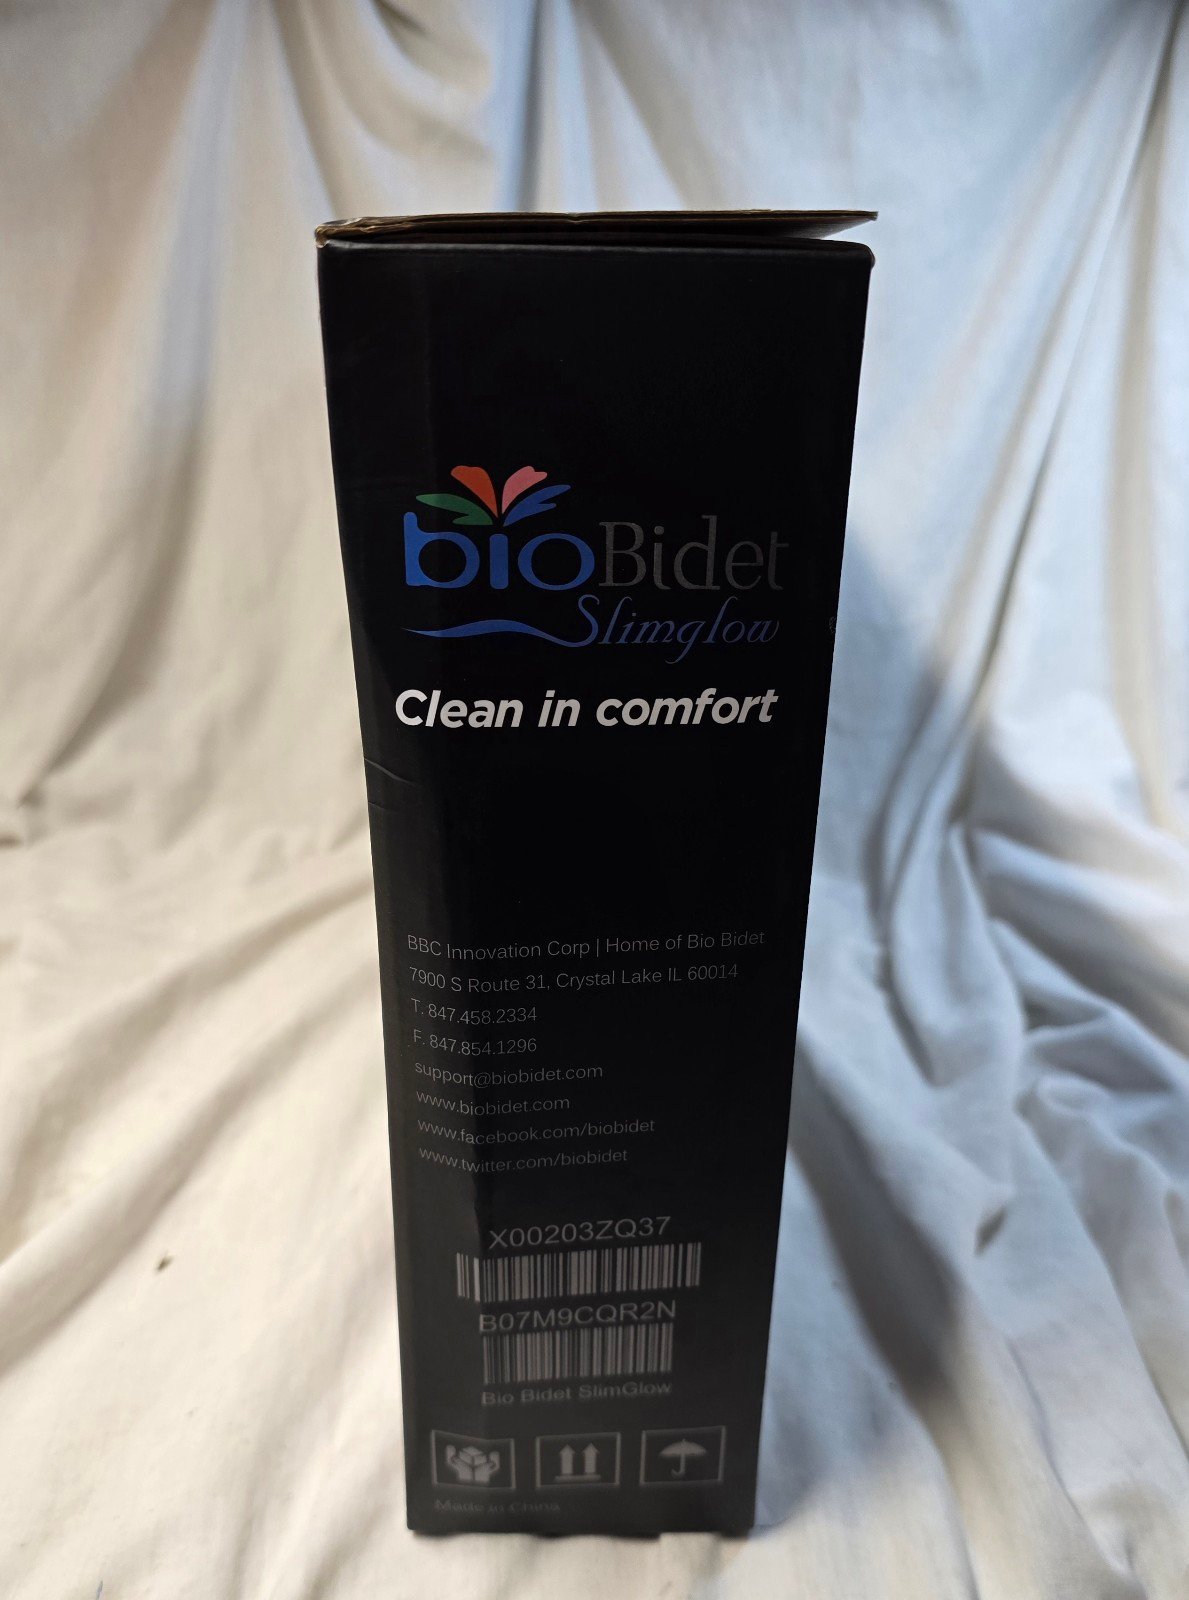 bioBidet
Slimglow
Clean in comfort
BBC Innovation Corp | Home of Bio Bidet
7900 S Route 31, Crystal Lake IL 60014
T. 847.458.2334
F. 847.854.1296
support@biobidet.com
www.biobidet.com
www.facebook.com/biobidet
www.twitter.com/biobidet
X00203ZQ37
B07M9CQR2N
Bio Bidet SlimGlow
Made in China